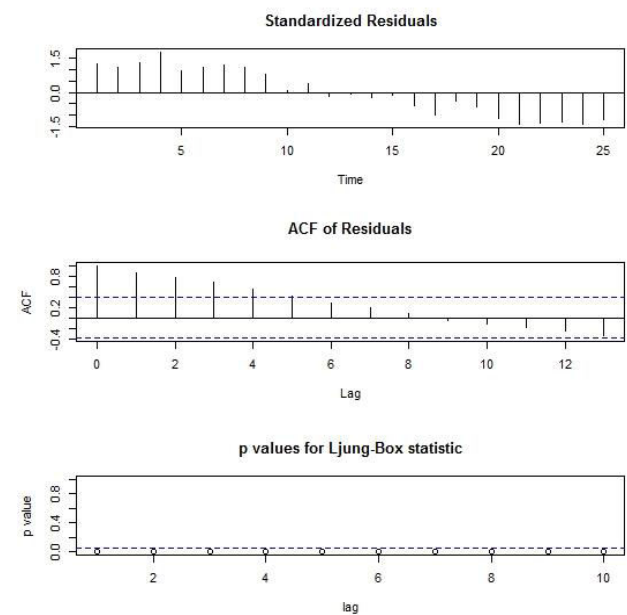 Standardized Residuals
1.5
0.0
-1.5
5 10 15 20 25
Time
ACF of Residuals
ACF
0.8
0.2
-0.4
0 2 4 6 8 10 12
Lag
p values for Ljung-Box statistic
p value
0.8
0.4
0.0
2 4 6 8 10
lag